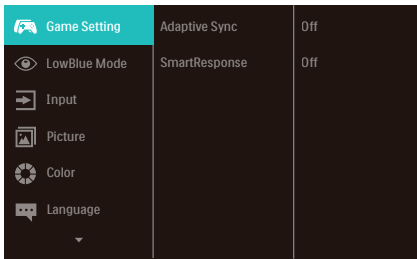 Game Setting Adaptive Sync Off
LowBlue Mode SmartResponse Off
Input
Picture
Color
Language